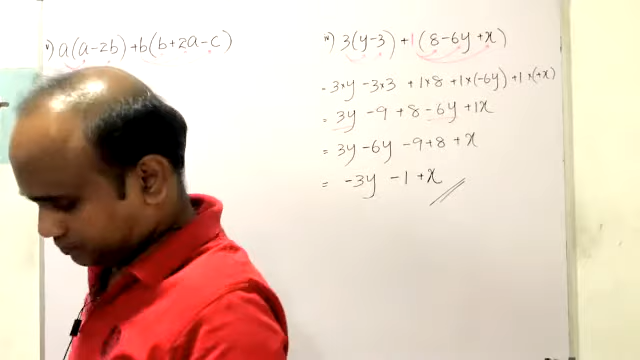 v) a(a-2b)+b(b+2a-c)
iv) 3(y-3)+1(8-6y+x)
= 3×y -3×3 +1×8 +1×(-6y) +1×(+x)
= 3y -9 +8 -6y +1x
= 3y -6y -9+8 +x
= -3y -1 +x